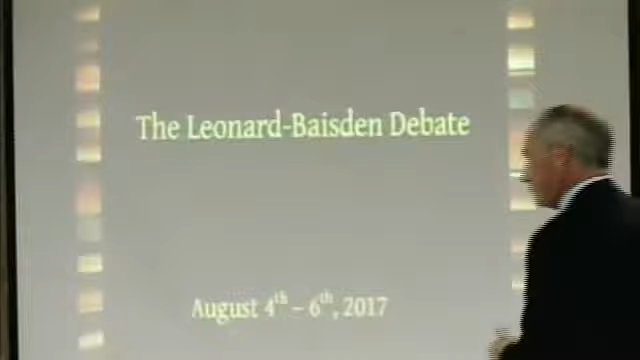 The Leonard-Baisden Debate
August 4th – 6th, 2017